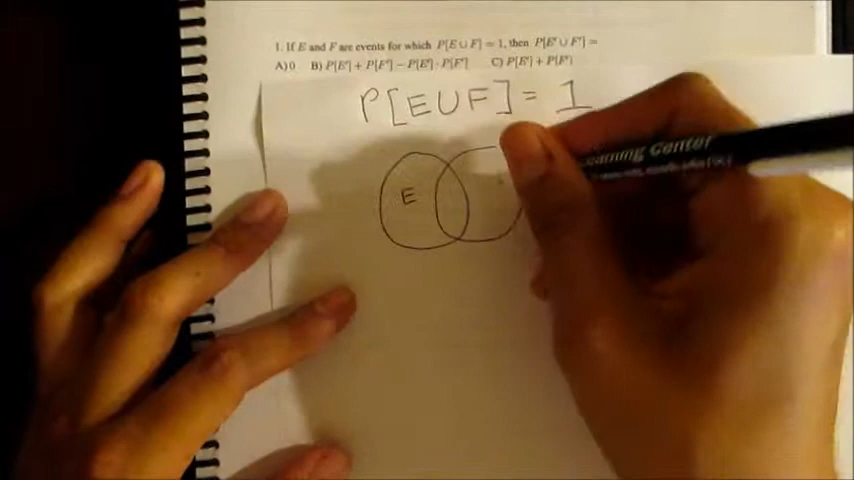 1. If E and F are events for which P[E ∪ F] = 1, then P[E' ∪ F'] =
A) 0 B) P[E'] + P[F'] − P[E'] · P[F'] C) P[E'] + P[F']
P[E∪F] = 1
E
Learning Center